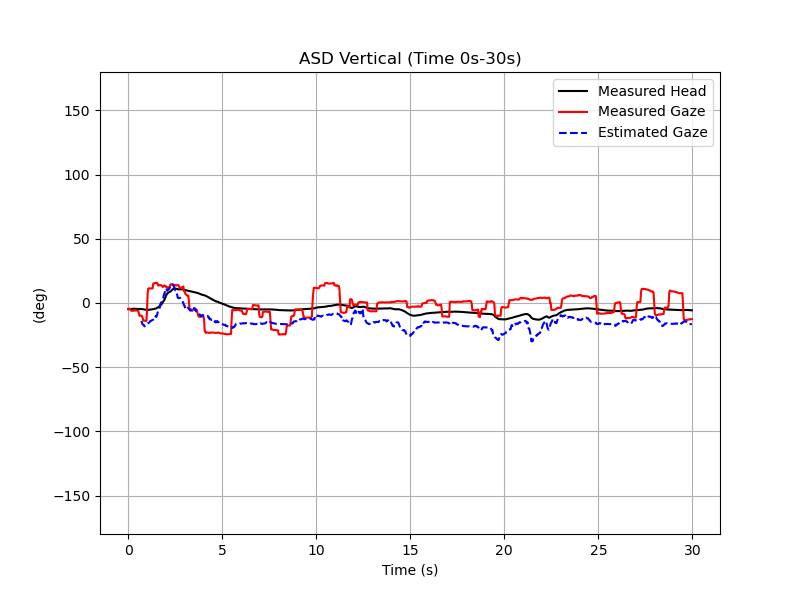 ASD Vertical (Time 0s-30s)
Measured Head
Measured Gaze
Estimated Gaze
150
100
50
0
−50
−100
−150
(deg)
0 5 10 15 20 25 30
Time (s)